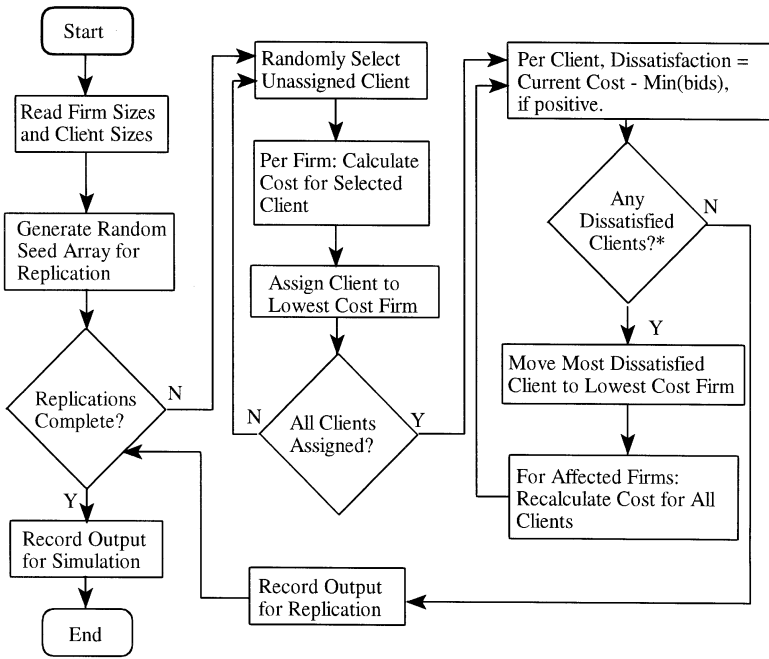 Start
Read Firm Sizes
and Client Sizes
Generate Random
Seed Array for
Replication
Replications
Complete?
N
Y
Record Output
for Simulation
End
Randomly Select
Unassigned Client
Per Firm: Calculate
Cost for Selected
Client
Assign Client to
Lowest Cost Firm
All Clients
Assigned?
N
Y
Per Client, Dissatisfaction =
Current Cost - Min(bids),
if positive.
Any
Dissatisfied
Clients?*
N
Y
Move Most Dissatisfied
Client to Lowest Cost Firm
For Affected Firms:
Recalculate Cost for All
Clients
Record Output
for Replication